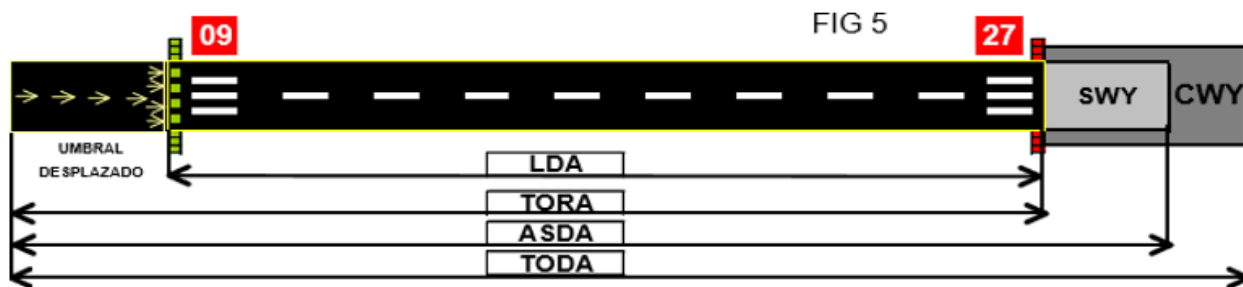 FIG 5
09
27
SWY
CWY
UMBRAL
DESPLAZADO
LDA
TORA
ASDA
TODA